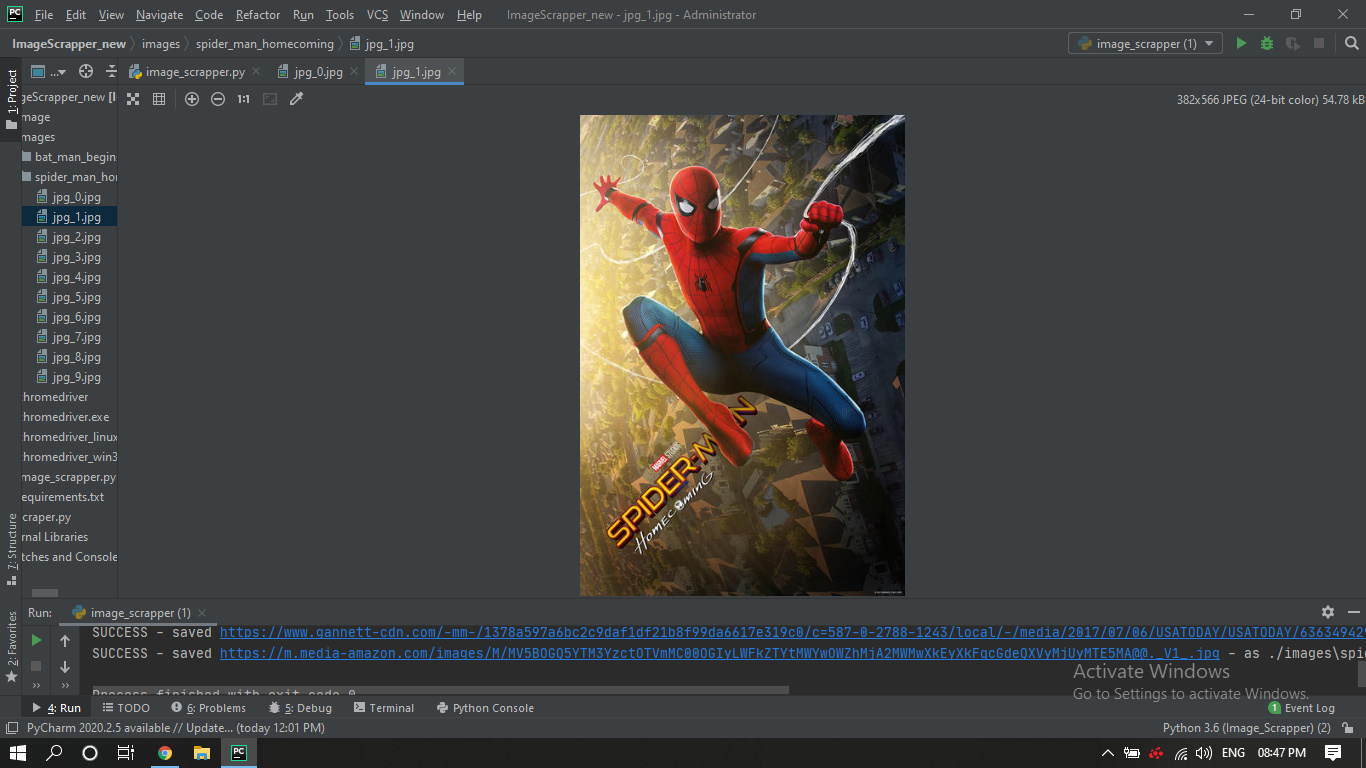 File Edit View Navigate Code Refactor Run Tools VCS Window Help ImageScrapper_new - jpg_1.jpg - Administrator
ImageScrapper_new images spider_man_homecoming jpg_1.jpg image_scrapper (1)
... image_scrapper.py jpg_0.jpg jpg_1.jpg
1:1 382x566 JPEG (24-bit color) 54.78 kB
1: Project
geScrapper_new [I
mage
mages
bat_man_begin
spider_man_ho
jpg_0.jpg
jpg_1.jpg
jpg_2.jpg
jpg_3.jpg
jpg_4.jpg
jpg_5.jpg
jpg_6.jpg
jpg_7.jpg
jpg_8.jpg
jpg_9.jpg
hromedriver
hromedriver.exe
hromedriver_linux
hromedriver_win3
mage_scrapper.py
equirements.txt
craper.py
rnal Libraries
tches and Console
7: Structure
2: Favorites
MARVEL STUDIOS
SPIDER-MAN
HOMECOMING
Run: image_scrapper (1)
SUCCESS - saved https://www.gannett-cdn.com/-mm-/1378a597a6bc2c9daf1df21b8f99da6617e319c0/c=587-0-2788-1243/local/-/media/2017/07/06/USATODAY/USATODAY/636349429
SUCCESS - saved https://m.media-amazon.com/images/M/MV5BOGQ5YTM3YzctOTVmMC00OGIyLWFkZTYtMWYwOWZhMjA2MWMwXkEyXkFqcGdeQXVyMjUyMTE5MA@@._V1_.jpg - as ./images\spi
Process finished with exit code 0
Activate Windows
Go to Settings to activate Windows.
4: Run TODO 6: Problems 5: Debug Terminal Python Console 1 Event Log
PyCharm 2020.2.5 available // Update... (today 12:01 PM) Python 3.6 (Image_Scrapper) (2)
ENG 08:47 PM